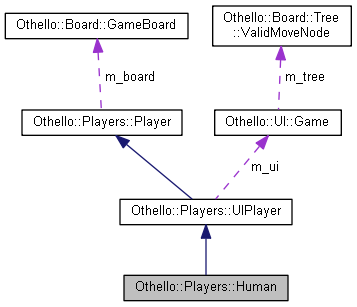 Othello::Board::GameBoard
Othello::Board::Tree
::ValidMoveNode
m_board
m_tree
Othello::Players::Player
Othello::UI::Game
m_ui
Othello::Players::UIPlayer
Othello::Players::Human